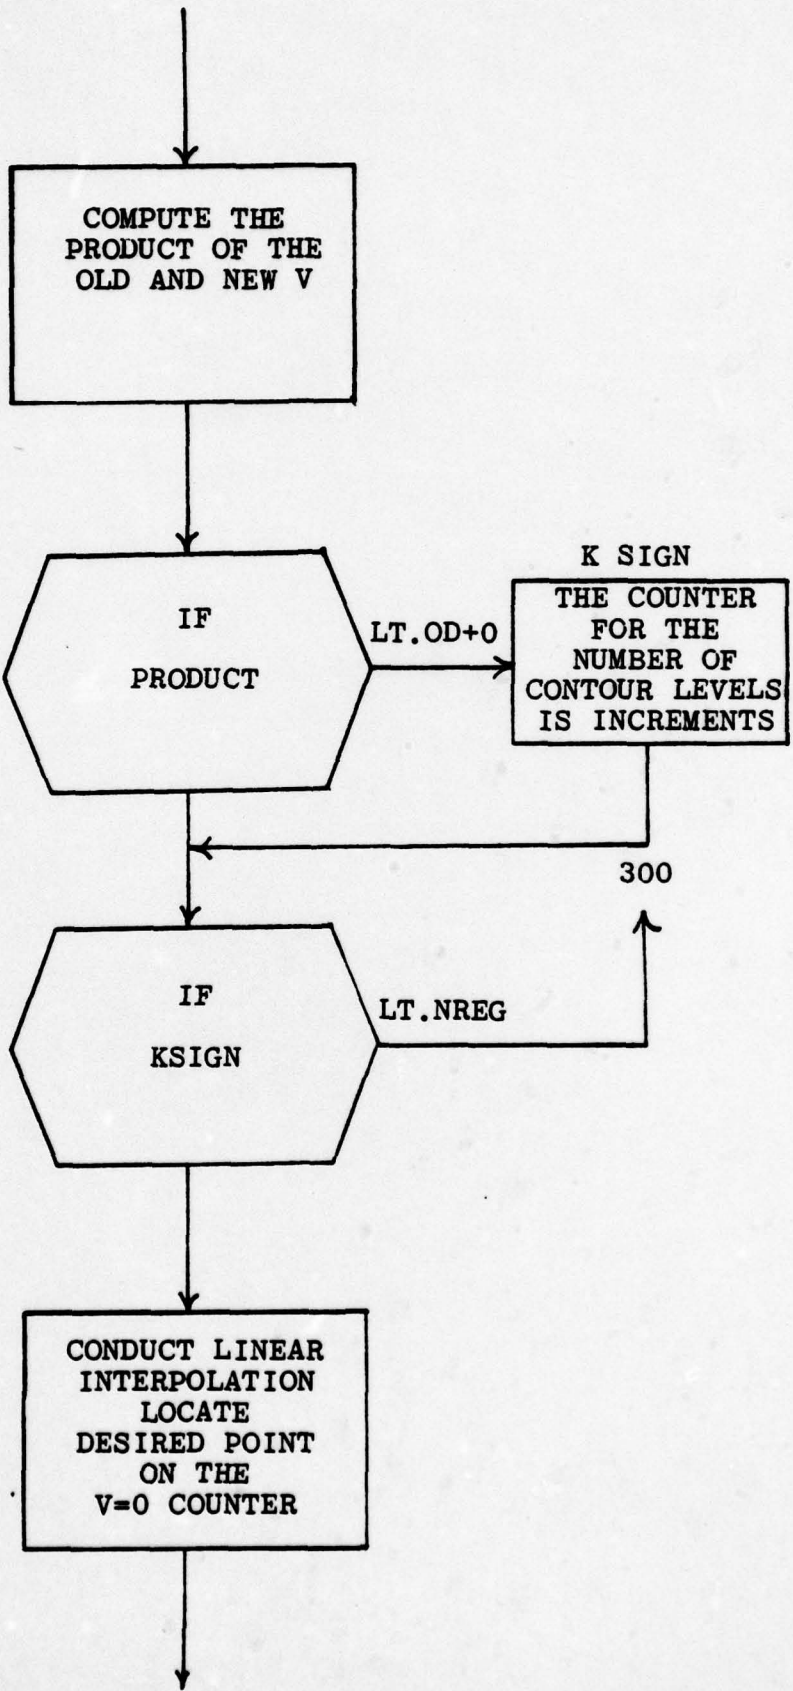 COMPUTE THE
PRODUCT OF THE
OLD AND NEW V
IF
PRODUCT
LT.OD+O
K SIGN
THE COUNTER
FOR THE
NUMBER OF
CONTOUR LEVELS
IS INCREMENTS
300
IF
KSIGN
LT.NREG
CONDUCT LINEAR
INTERPOLATION
LOCATE
DESIRED POINT
ON THE
V=0 COUNTER